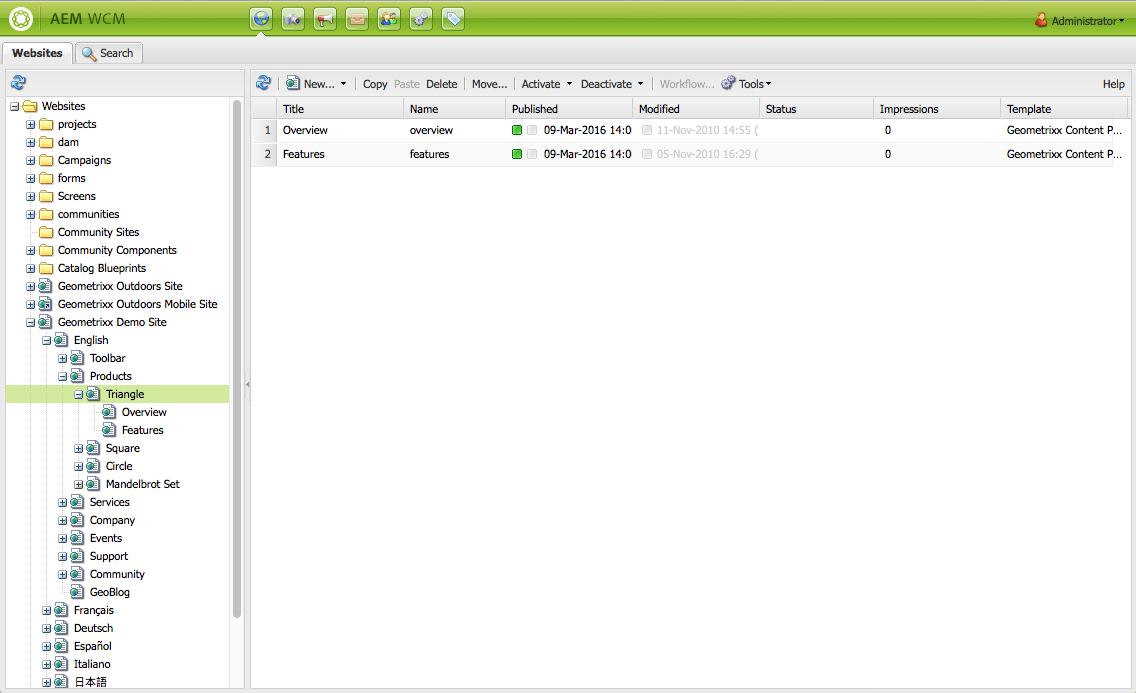 AEM WCM
Administrator
Websites Search
New... Copy Paste Delete Move... Activate Deactivate Workflow... Tools Help
Websites
projects
dam
Campaigns
forms
Screens
communities
Community Sites
Community Components
Catalog Blueprints
Geometrixx Outdoors Site
Geometrixx Outdoors Mobile Site
Geometrixx Demo Site
English
Toolbar
Products
Triangle
Overview
Features
Square
Circle
Mandelbrot Set
Services
Company
Events
Support
Community
GeoBlog
Français
Deutsch
Español
Italiano
日本語
Title Name Published Modified Status Impressions Template
1 Overview overview 09-Mar-2016 14:0 11-Nov-2010 14:55 ( 0 Geometrixx Content P...
2 Features features 09-Mar-2016 14:0 05-Nov-2010 16:29 ( 0 Geometrixx Content P...